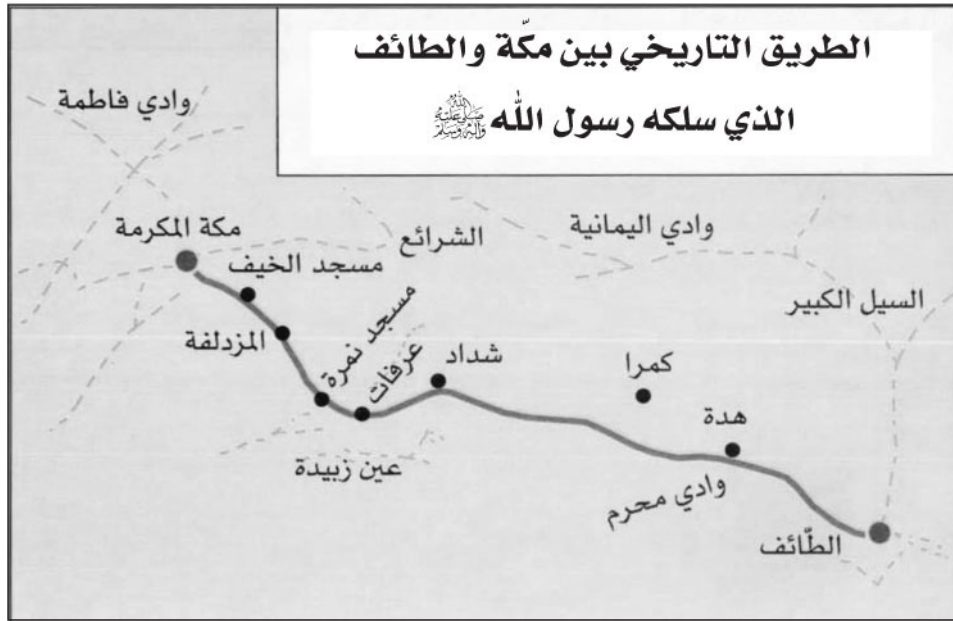 الطريق التاريخي بين مكّة والطائف
الذي سلكه رسول الله ﷺ
وادي فاطمة
مكة المكرمة
الشرائع
وادي اليمانية
السيل الكبير
مسجد الخيف
المزدلفة
مسجد نمرة
عرفات
شداد
كمرا
هدة
عين زبيدة
وادي محرم
الطّائف